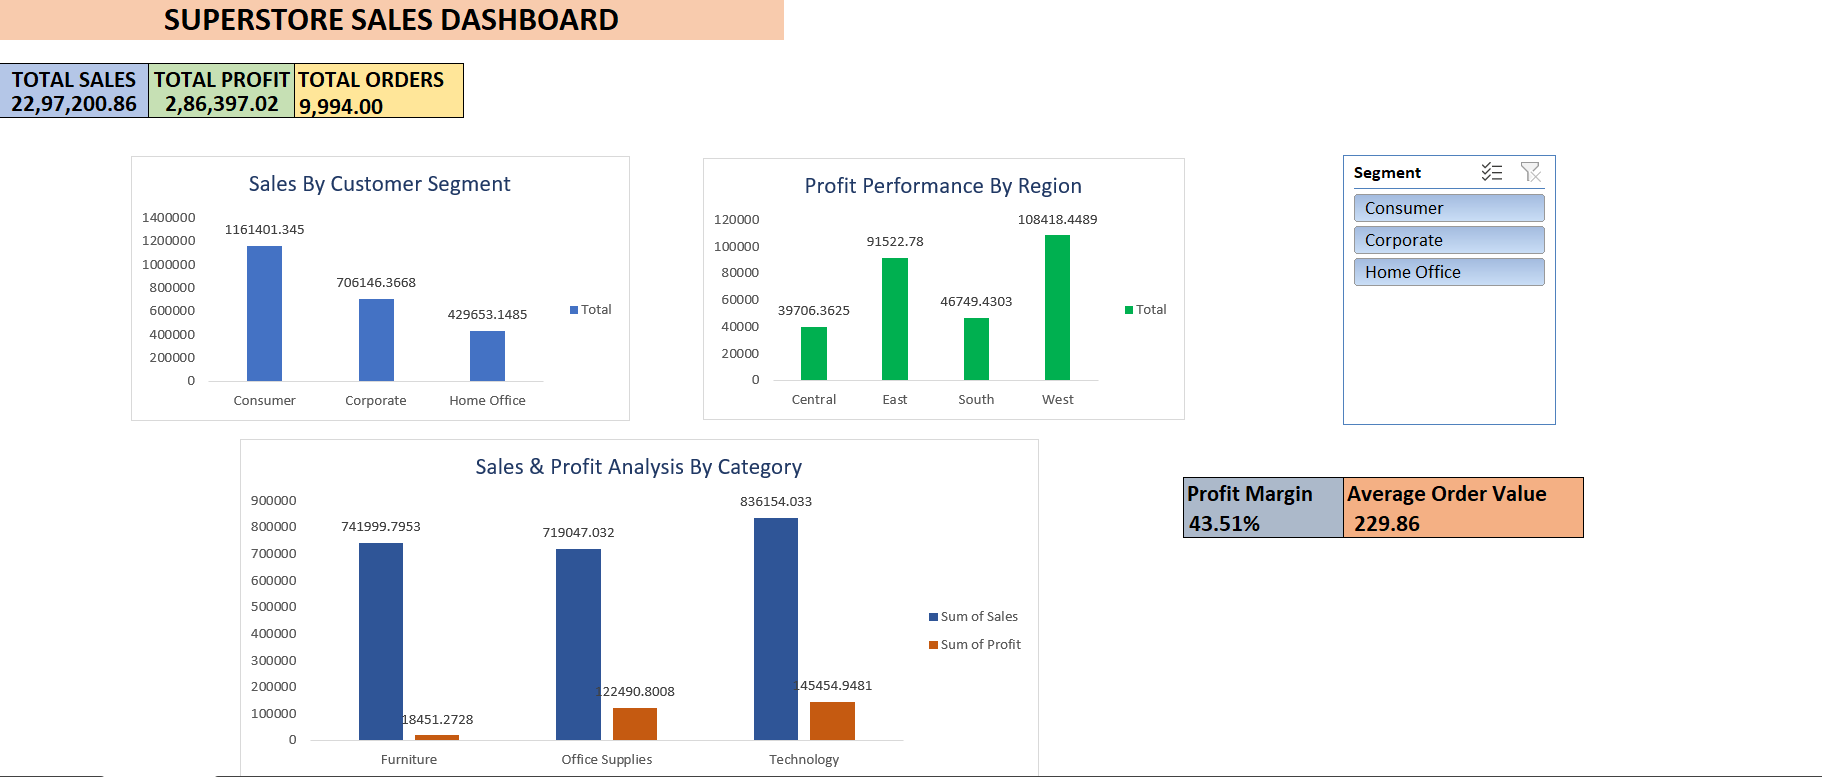 SUPERSTORE SALES DASHBOARD
TOTAL SALES TOTAL PROFIT TOTAL ORDERS
22,97,200.86 2,86,397.02 9,994.00
Sales By Customer Segment
1400000
1200000
1000000
800000
600000
400000
200000
0
1161401.345
706146.3668
429653.1485
Consumer Corporate Home Office
Total
Profit Performance By Region
120000
100000
80000
60000
40000
20000
0
39706.3625
91522.78
46749.4303
108418.4489
Central East South West
Total
Segment
Consumer
Corporate
Home Office
Sales & Profit Analysis By Category
900000
800000
700000
600000
500000
400000
300000
200000
100000
0
741999.7953
18451.2728
719047.032
122490.8008
836154.033
145454.9481
Furniture Office Supplies Technology
Sum of Sales
Sum of Profit
Profit Margin Average Order Value
43.51% 229.86